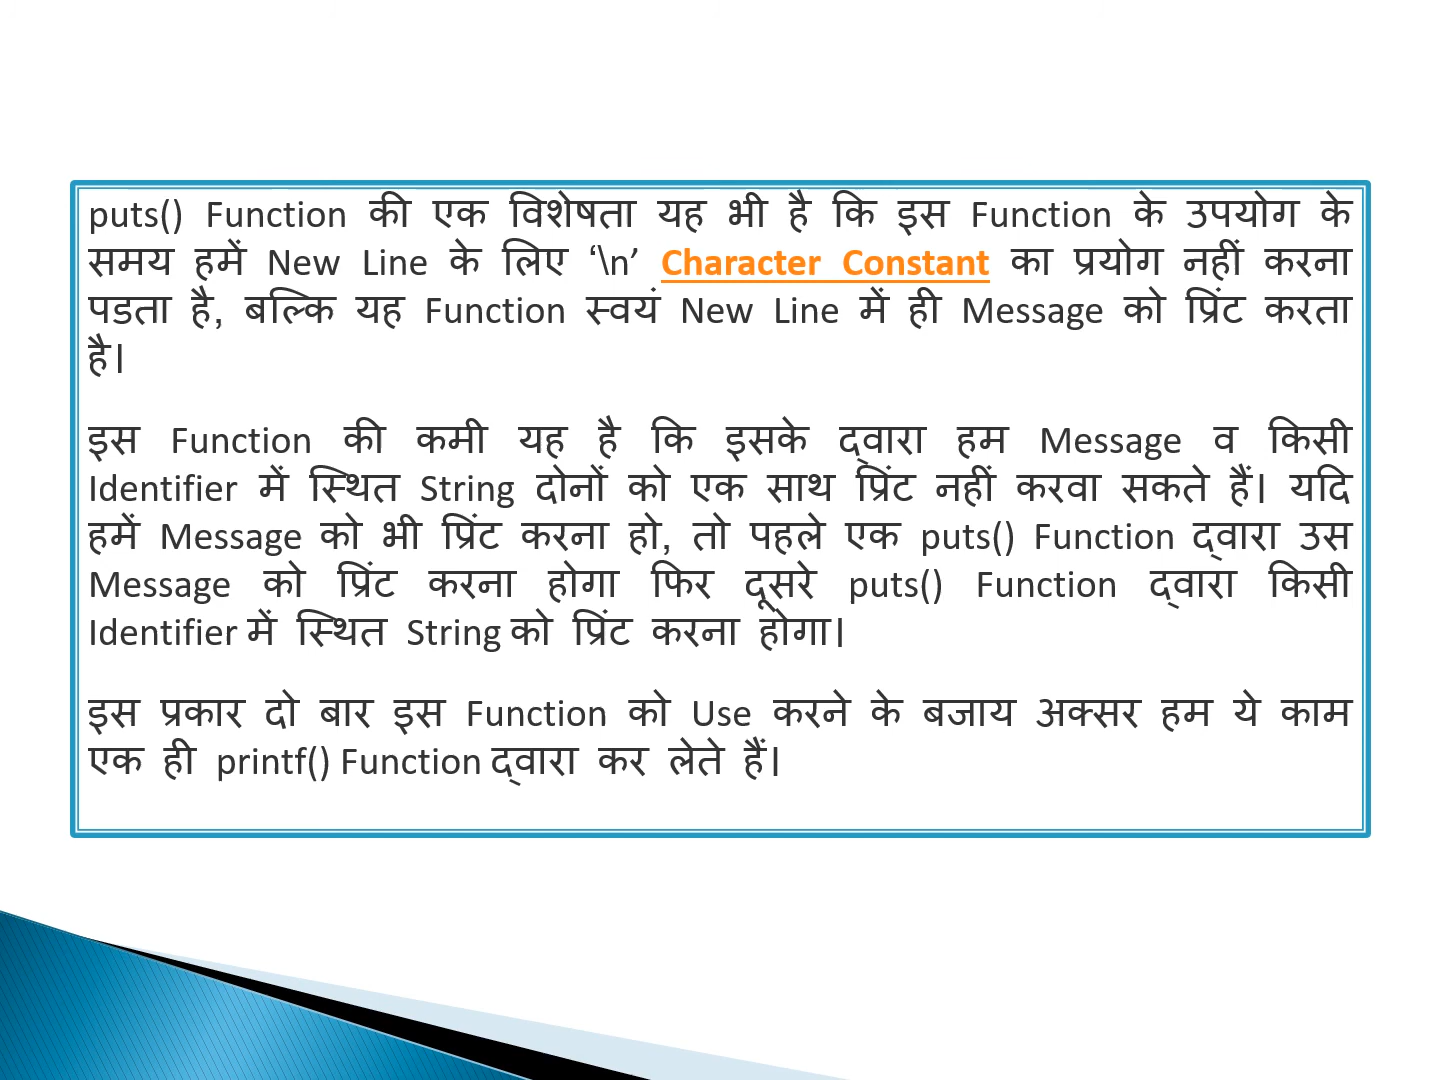 puts() Function की एक विशेषता यह भी है कि इस Function के उपयोग के
समय हमें New Line के लिए ‘\n’ Character Constant का प्रयोग नहीं करना
पडता है, बल्कि यह Function स्वयं New Line में ही Message को प्रिंट करता
है।
इस Function की कमी यह है कि इसके द्वारा हम Message व किसी
Identifier में स्थित String दोनों को एक साथ प्रिंट नहीं करवा सकते हैं। यदि
हमें Message को भी प्रिंट करना हो, तो पहले एक puts() Function द्वारा उस
Message को प्रिंट करना होगा फिर दूसरे puts() Function द्वारा किसी
Identifier में स्थित String को प्रिंट करना होगा।
इस प्रकार दो बार इस Function को Use करने के बजाय अक्सर हम ये काम
एक ही printf() Function द्वारा कर लेते हैं।